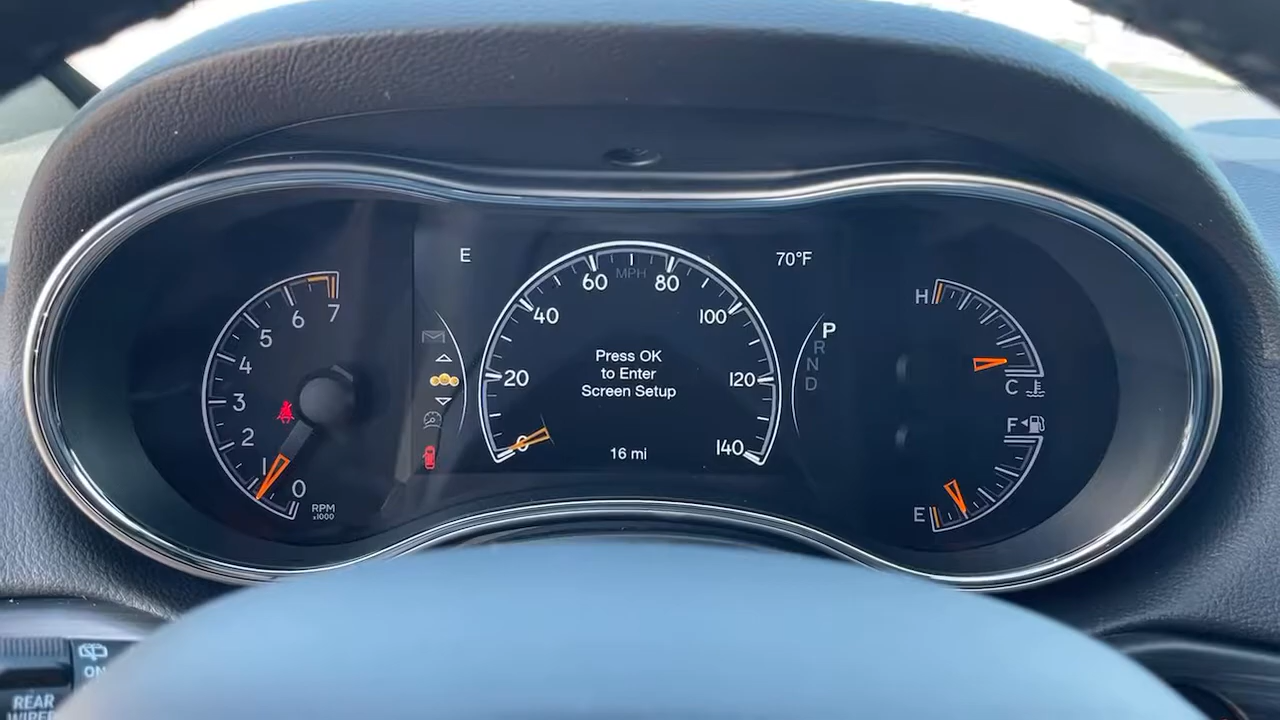 E
70°F
7
6
5
4
3
2
1
0
RPM
x1000
MPH
0
20
40
60
80
100
120
140
Press OK
to Enter
Screen Setup
16 mi
P
R
N
D
H
C
F
E
ON
REAR
WIPER